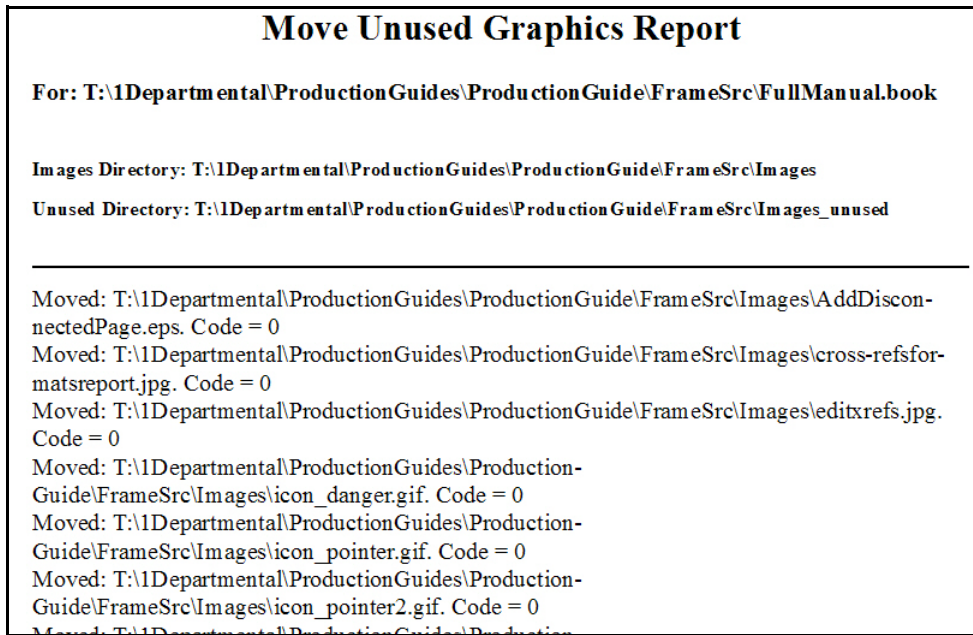 Move Unused Graphics Report
For: T:\1Departmental\ProductionGuides\ProductionGuide\FrameSrc\FullManual.book
Images Directory: T:\1Departmental\ProductionGuides\ProductionGuide\FrameSrc\Images
Unused Directory: T:\1Departmental\ProductionGuides\ProductionGuide\FrameSrc\Images_unused
Moved: T:\1Departmental\ProductionGuides\ProductionGuide\FrameSrc\Images\AddDiscon-
nectedPage.eps. Code = 0
Moved: T:\1Departmental\ProductionGuides\ProductionGuide\FrameSrc\Images\cross-refsfor-
matsreport.jpg. Code = 0
Moved: T:\1Departmental\ProductionGuides\ProductionGuide\FrameSrc\Images\editxrefs.jpg.
Code = 0
Moved: T:\1Departmental\ProductionGuides\Production-
Guide\FrameSrc\Images\icon_danger.gif. Code = 0
Moved: T:\1Departmental\ProductionGuides\Production-
Guide\FrameSrc\Images\icon_pointer.gif. Code = 0
Moved: T:\1Departmental\ProductionGuides\Production-
Guide\FrameSrc\Images\icon_pointer2.gif. Code = 0
Moved: T:\1Departmental\ProductionGuides\Production-